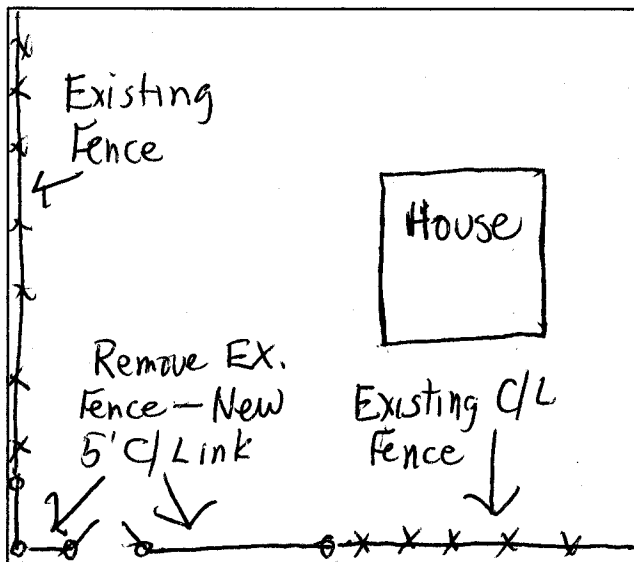 Existing
Fence
House
Remove EX.
Fence - New
5' C/Link
Existing C/L
Fence